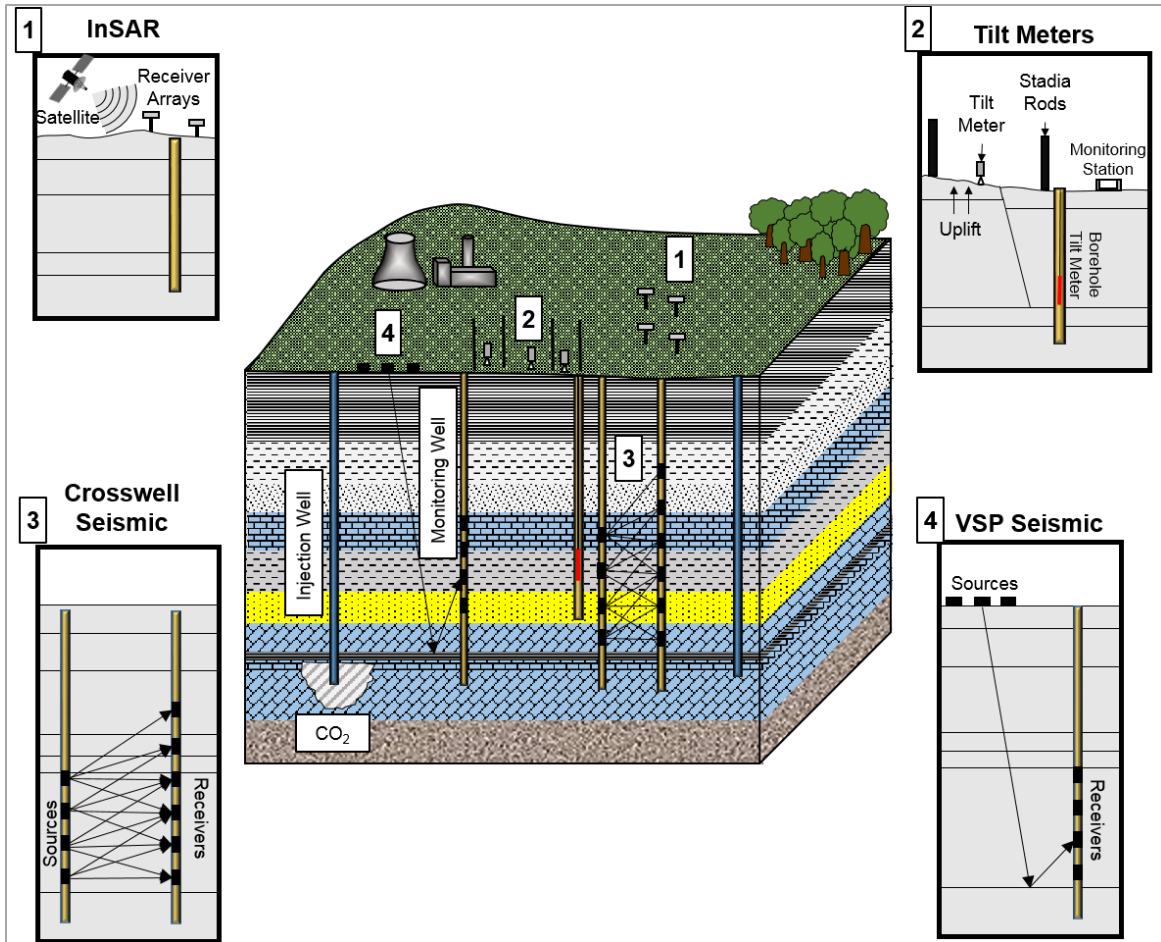 1
InSAR
Receiver
Arrays
Satellite
2
Tilt Meters
Stadia
Rods
Tilt
Meter
Monitoring
Station
Uplift
Borehole
Tilt Meter
1
2
4
3
Injection Well
Monitoring Well
CO₂
3
Crosswell
Seismic
Sources
Receivers
4
VSP Seismic
Sources
Receivers